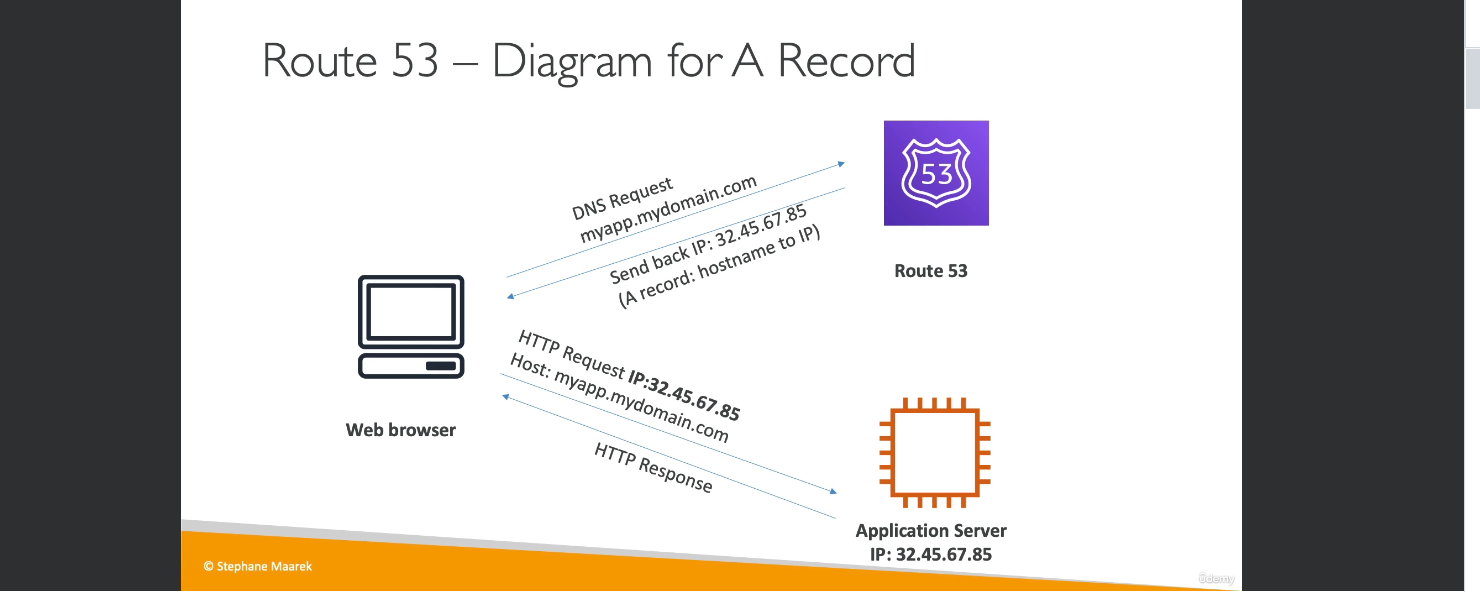 Route 53 – Diagram for A Record
53
DNS Request
myapp.mydomain.com
Send back IP: 32.45.67.85
(A record: hostname to IP)
Route 53
HTTP Request IP:32.45.67.85
Host: myapp.mydomain.com
Web browser
HTTP Response
Application Server
IP: 32.45.67.85
© Stephane Maarek
ûdemy